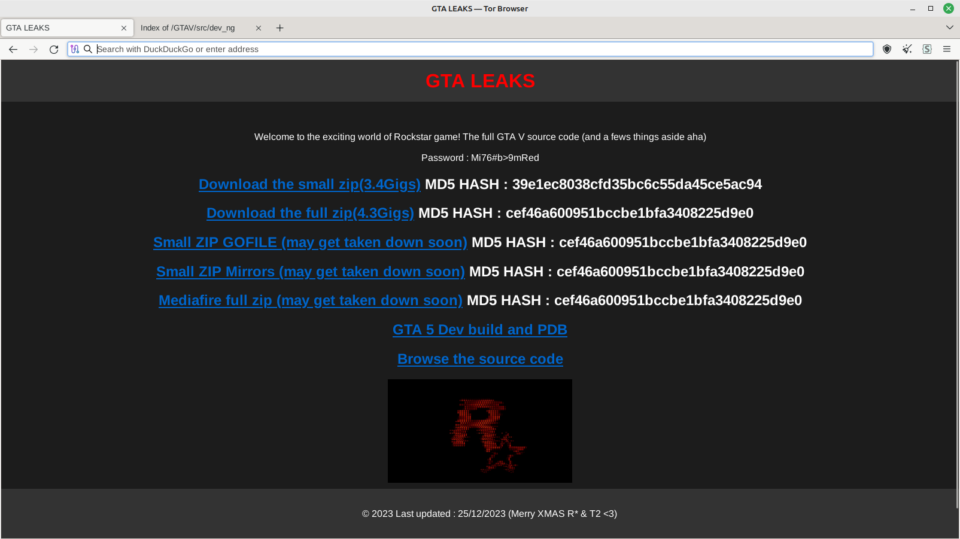 GTA LEAKS — Tor Browser
GTA LEAKS
Index of /GTAV/src/dev_ng
Search with DuckDuckGo or enter address
GTA LEAKS
Welcome to the exciting world of Rockstar game! The full GTA V source code (and a fews things aside aha)
Password : Mi76#b>9mRed
Download the small zip(3.4Gigs) MD5 HASH : 39e1ec8038cfd35bc6c55da45ce5ac94
Download the full zip(4.3Gigs) MD5 HASH : cef46a600951bccbe1bfa3408225d9e0
Small ZIP GOFILE (may get taken down soon) MD5 HASH : cef46a600951bccbe1bfa3408225d9e0
Small ZIP Mirrors (may get taken down soon) MD5 HASH : cef46a600951bccbe1bfa3408225d9e0
Mediafire full zip (may get taken down soon) MD5 HASH : cef46a600951bccbe1bfa3408225d9e0
GTA 5 Dev build and PDB
Browse the source code
R
© 2023 Last updated : 25/12/2023 (Merry XMAS R* & T2 <3)